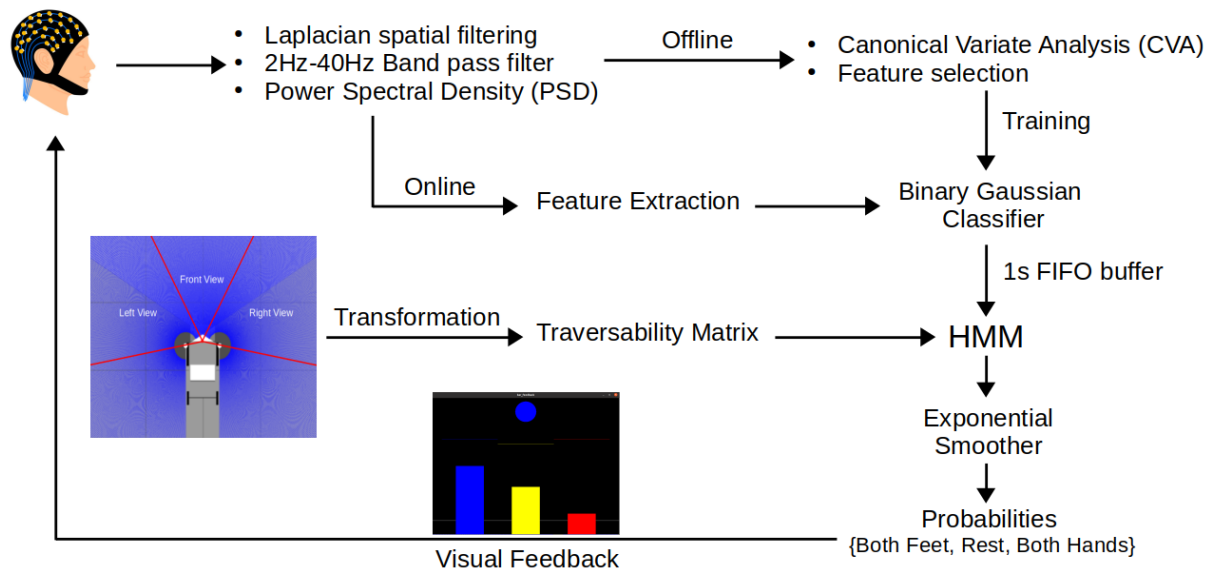 • Laplacian spatial filtering
• 2Hz-40Hz Band pass filter
• Power Spectral Density (PSD)
Offline
• Canonical Variate Analysis (CVA)
• Feature selection
Training
Online
Feature Extraction
Binary Gaussian
Classifier
1s FIFO buffer
Front View
Left View
Right View
Transformation
Traversability Matrix
HMM
Exponential
Smoother
Probabilities
{Both Feet, Rest, Both Hands}
Visual Feedback